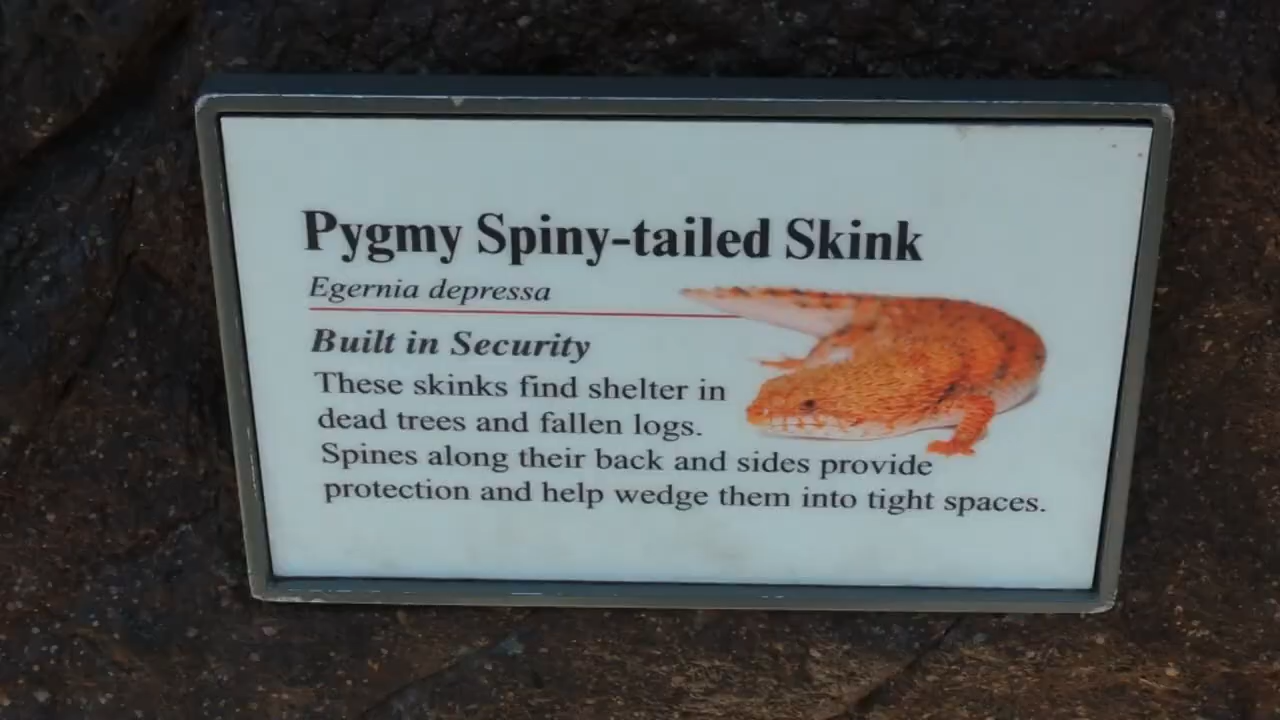 Pygmy Spiny-tailed Skink
Egernia depressa
Built in Security
These skinks find shelter in
dead trees and fallen logs.
Spines along their back and sides provide
protection and help wedge them into tight spaces.